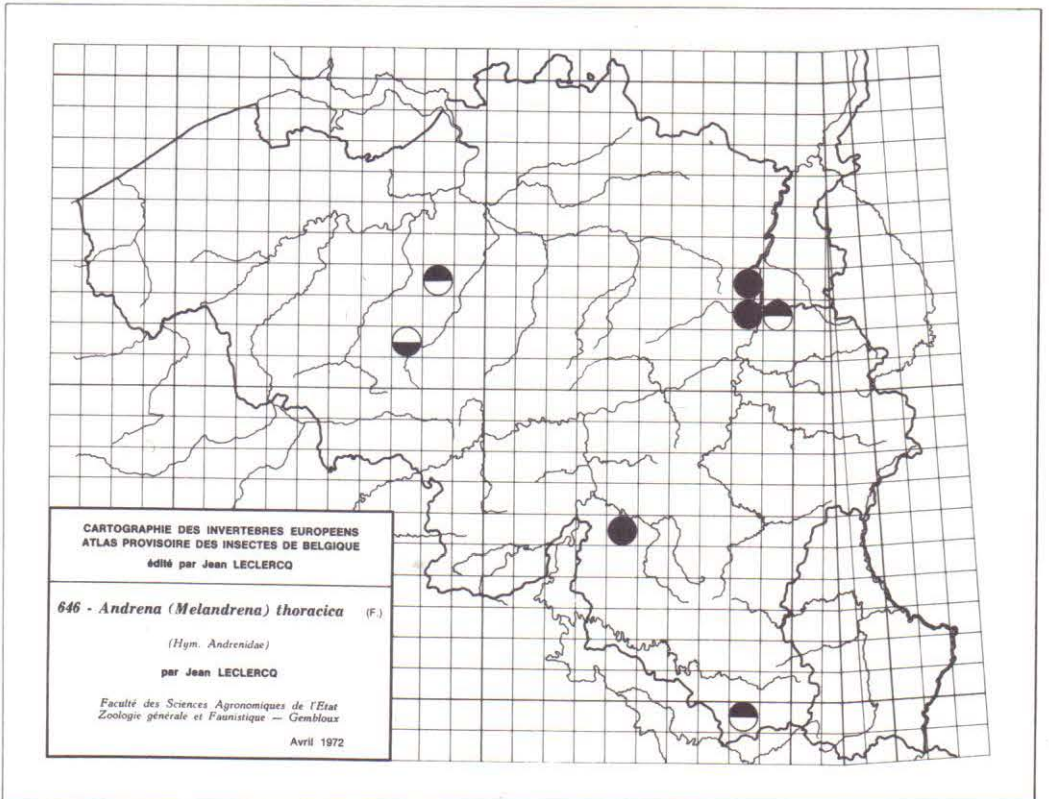 CARTOGRAPHIE DES INVERTEBRES EUROPEENS
ATLAS PROVISOIRE DES INSECTES DE BELGIQUE
édité par Jean LECLERCQ
646 - Andrena (Melandrena) thoracica (F.)
(Hym. Andrenidae)
par Jean LECLERCQ
Faculté des Sciences Agronomiques de l'Etat
Zoologie générale et Faunistique — Gembloux
Avril 1972